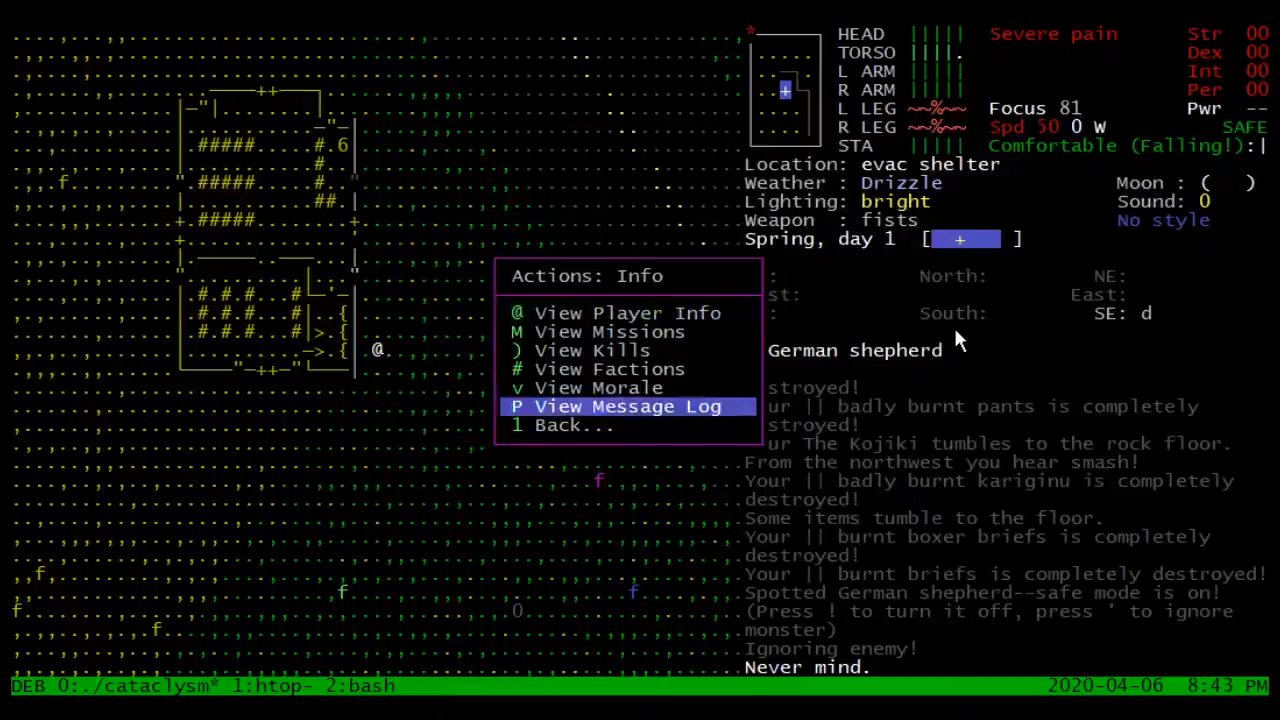 HEAD ||||| Severe pain Str 00
TORSO ||||. Dex 00
L ARM ||||| Int 00
R ARM ||||| Per 00
L LEG ~~%~~ Focus 81 Pwr --
R LEG ~~%~~ Spd 50 0 W SAFE
STA ||||| Comfortable (Falling!):|
Location: evac shelter
Weather : Drizzle Moon : (   )
Lighting: bright Sound: 0
Weapon : fists No style
Spring, day 1 [ + ]
Actions: Info
@ View Player Info
M View Missions
) View Kills
# View Factions
v View Morale
P View Message Log
1 Back...
: North: NE:
st: East:
: South: SE: d
German shepherd
stroyed!
ur || badly burnt pants is completely
stroyed!
ur The Kojiki tumbles to the rock floor.
From the northwest you hear smash!
Your || badly burnt kariginu is completely
destroyed!
Some items tumble to the floor.
Your || burnt boxer briefs is completely
destroyed!
Your || burnt briefs is completely destroyed!
Spotted German shepherd--safe mode is on!
(Press ! to turn it off, press ' to ignore
monster)
Ignoring enemy!
Never mind.
DEB 0:./cataclysm* 1:htop- 2:bash 2020-04-06 8:43 PM